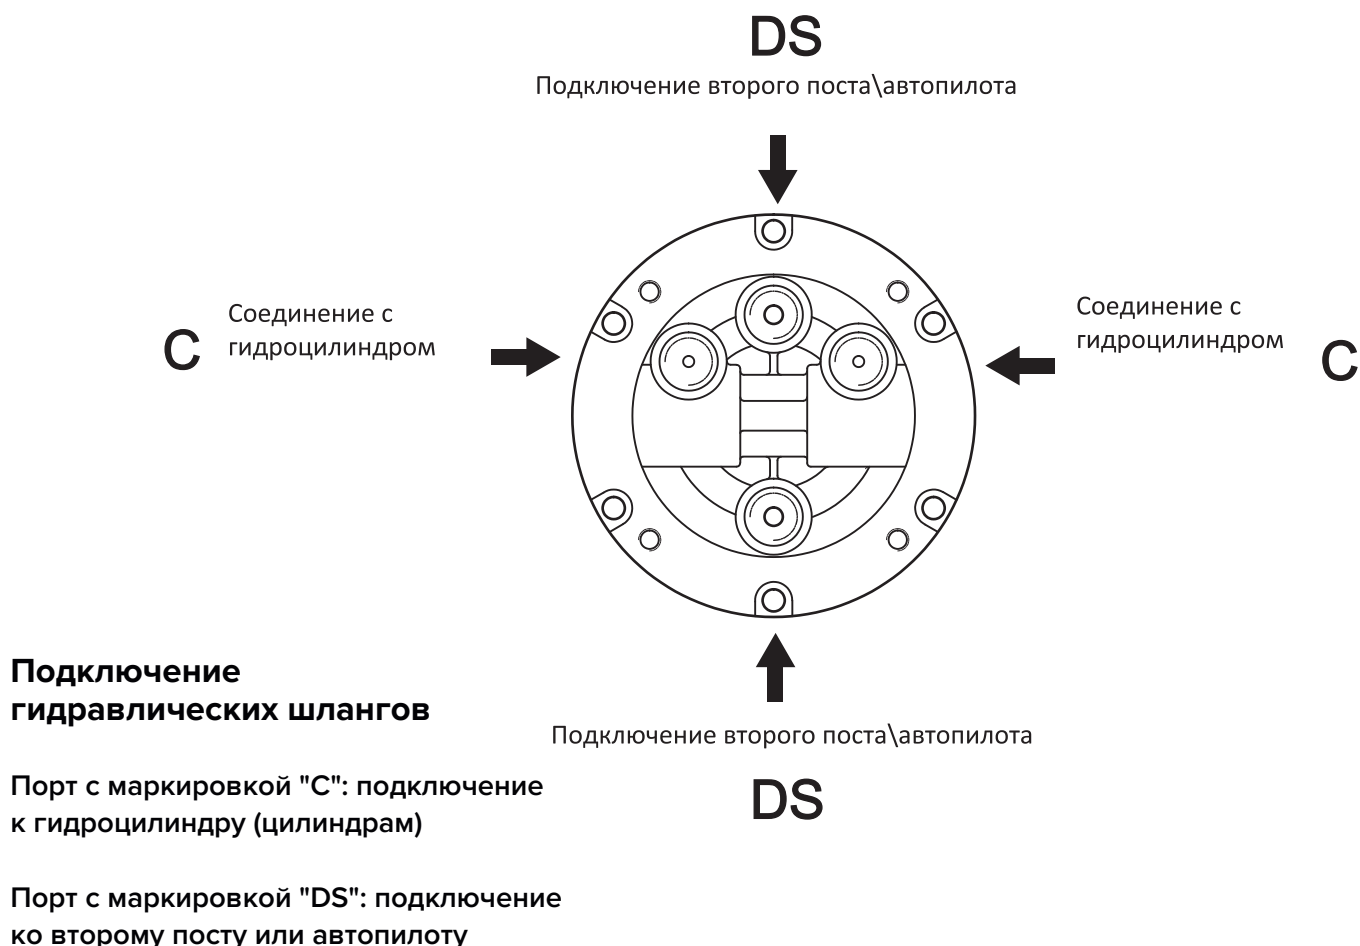 DS
Подключение второго поста\автопилота
Соединение с
гидроцилиндром
C
Соединение с
гидроцилиндром
C
Подключение
гидравлических шлангов
Подключение второго поста\автопилота
DS
Порт с маркировкой "C": подключение
к гидроцилиндру (цилиндрам)
Порт с маркировкой "DS": подключение
ко второму посту или автопилоту